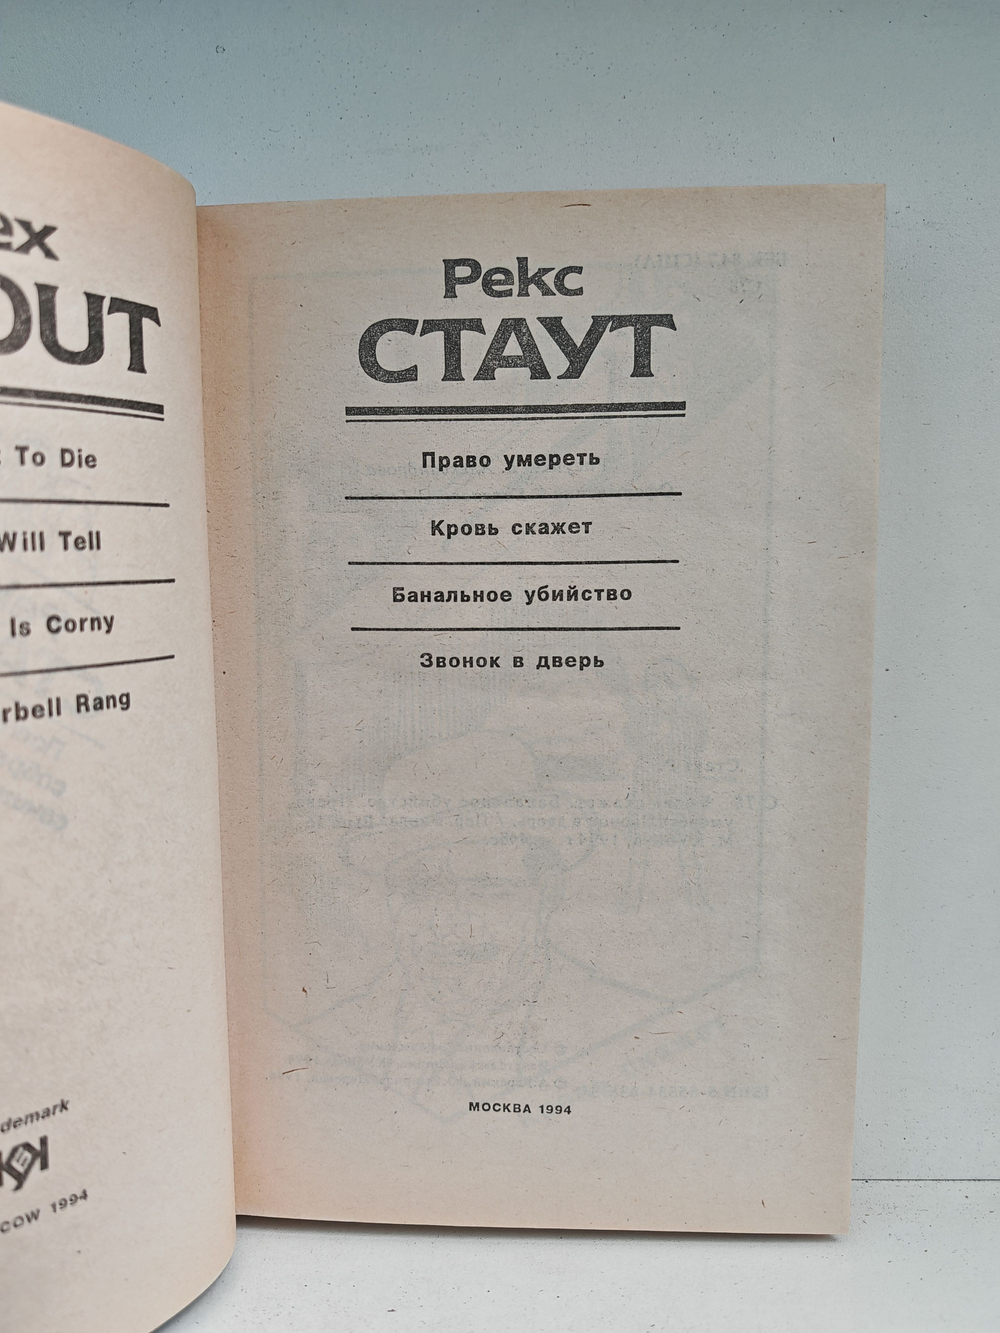 ex
OUT
To Die
Will Tell
Is Corny
rbell Rang
demark
cow 1994
Рекс
СТАУТ
Право умереть
Кровь скажет
Банальное убийство
Звонок в дверь
МОСКВА 1994